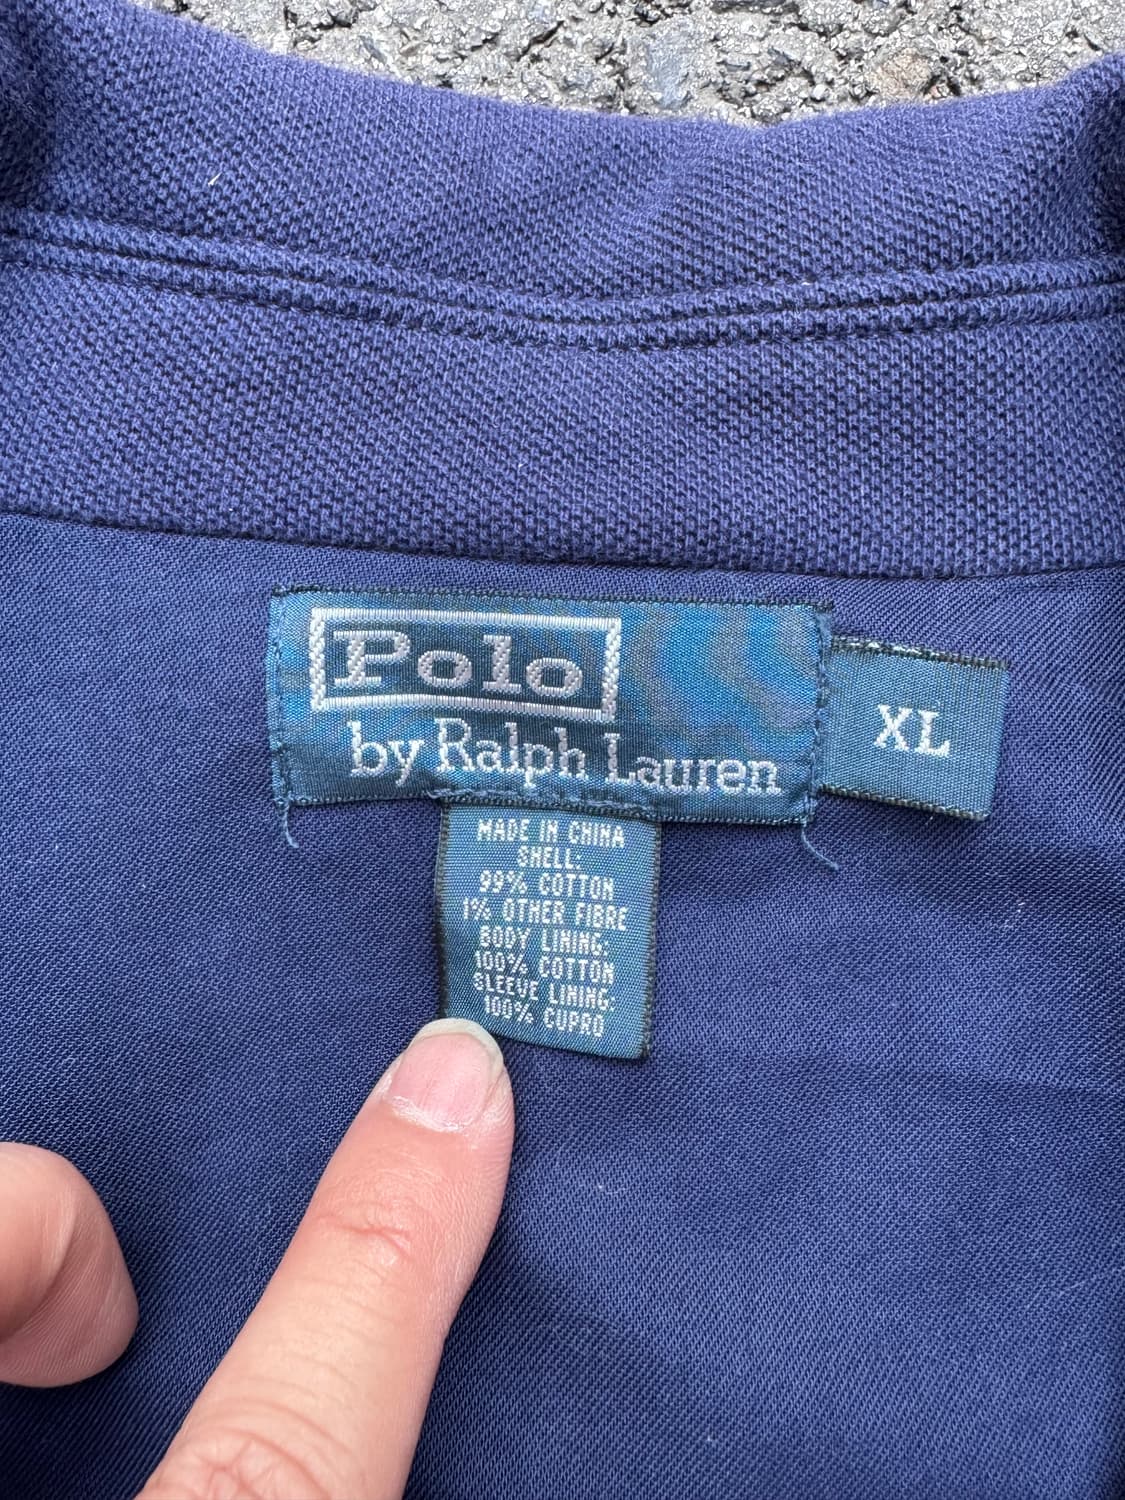 Polo
by Ralph Lauren
XL
MADE IN CHINA
SHELL:
99% COTTON
1% OTHER FIBRE
BODY LINING:
100% COTTON
SLEEVE LINING:
100% CUPRO